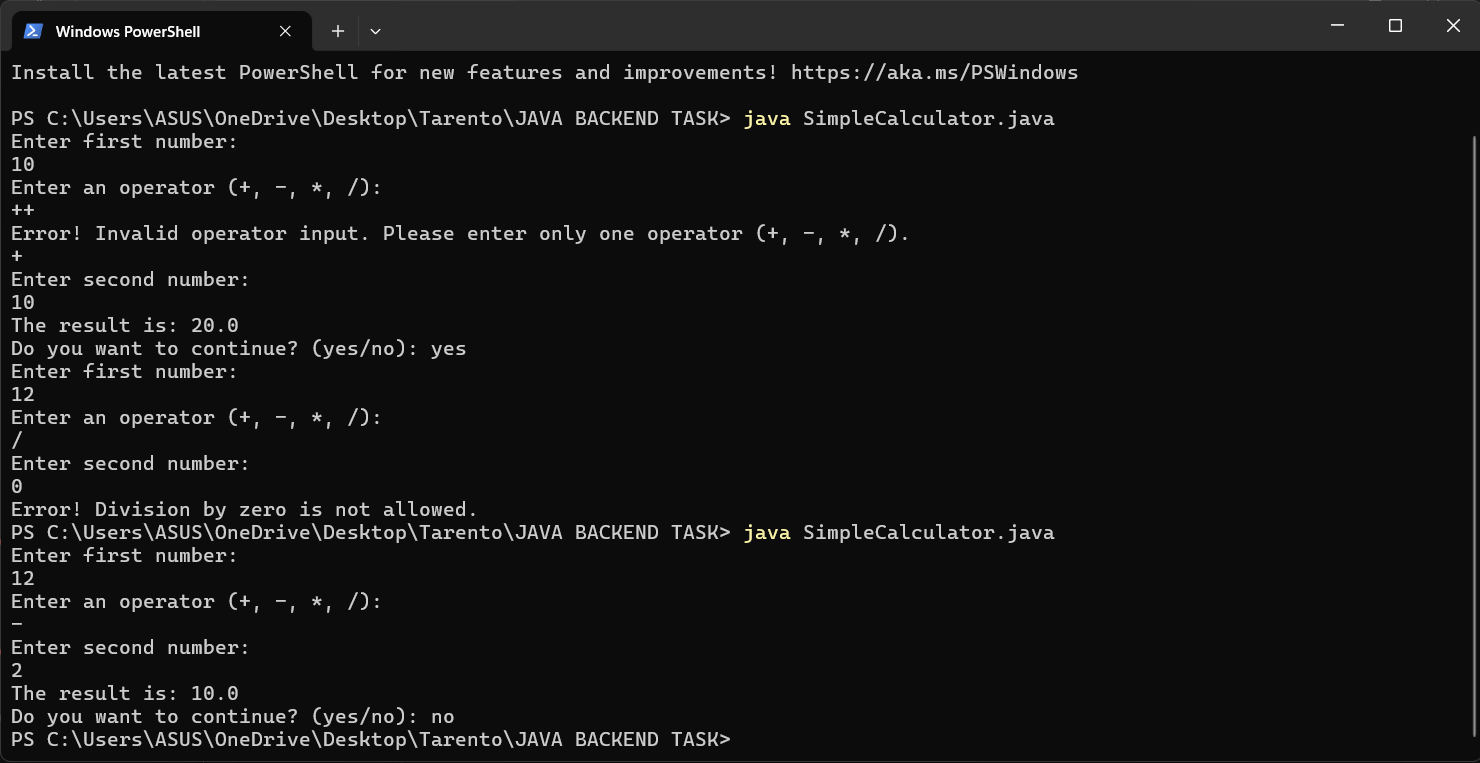 Windows PowerShell
Install the latest PowerShell for new features and improvements! https://aka.ms/PSWindows
PS C:\Users\ASUS\OneDrive\Desktop\Tarento\JAVA BACKEND TASK> java SimpleCalculator.java
Enter first number:
10
Enter an operator (+, -, *, /):
++
Error! Invalid operator input. Please enter only one operator (+, -, *, /).
+
Enter second number:
10
The result is: 20.0
Do you want to continue? (yes/no): yes
Enter first number:
12
Enter an operator (+, -, *, /):
/
Enter second number:
0
Error! Division by zero is not allowed.
PS C:\Users\ASUS\OneDrive\Desktop\Tarento\JAVA BACKEND TASK> java SimpleCalculator.java
Enter first number:
12
Enter an operator (+, -, *, /):
-
Enter second number:
2
The result is: 10.0
Do you want to continue? (yes/no): no
PS C:\Users\ASUS\OneDrive\Desktop\Tarento\JAVA BACKEND TASK>